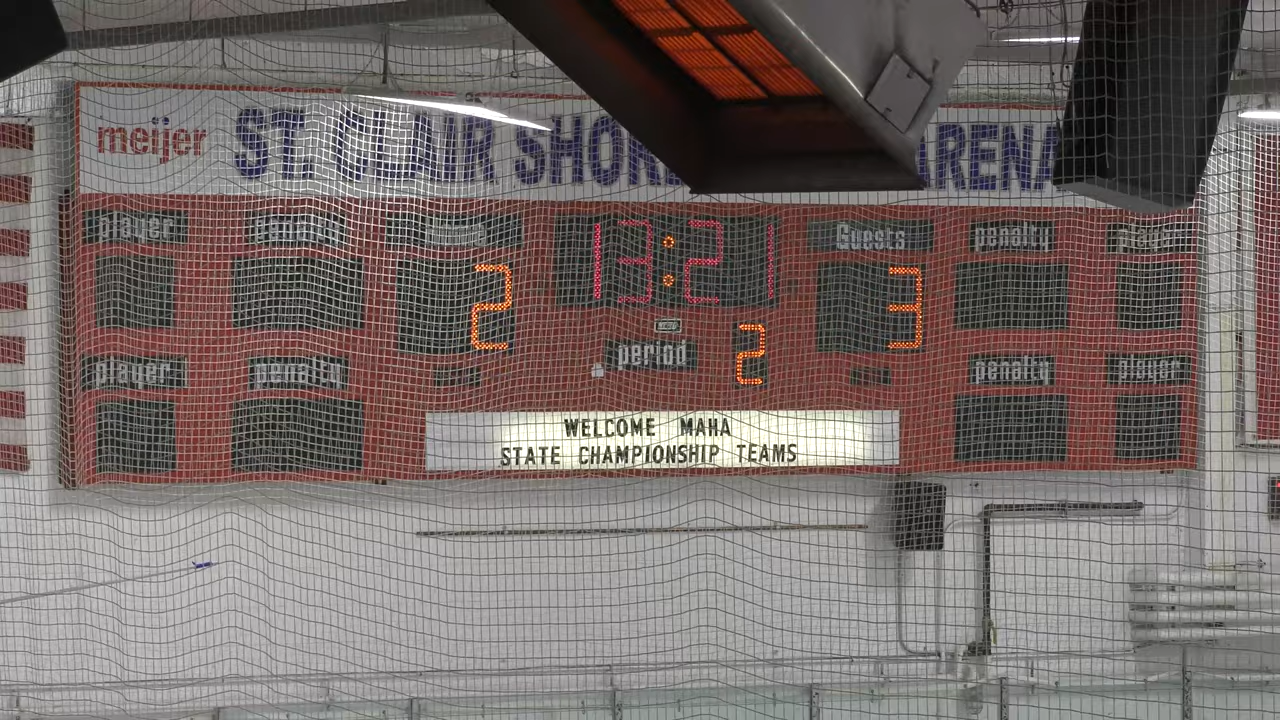 meijer ST. CLAIR SHOR ARENA
player penalty 13:21 Guests penalty player
2 3
period 2
player penalty penalty player
WELCOME MAHA
STATE CHAMPIONSHIP TEAMS